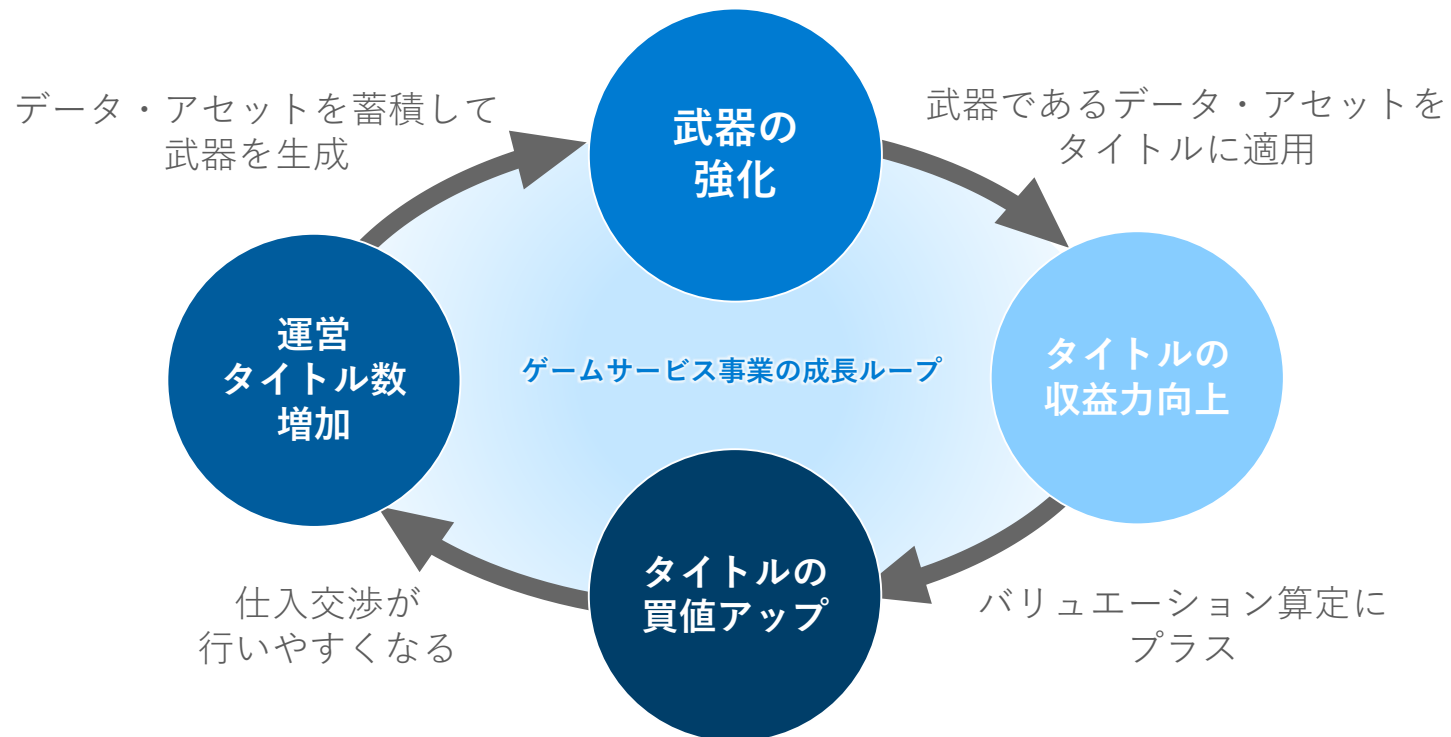 武器の
強化
武器であるデータ・アセットを
タイトルに適用
タイトルの
収益力向上
バリュエーション算定に
プラス
タイトルの
買値アップ
仕入交渉が
行いやすくなる
運営
タイトル数
増加
データ・アセットを蓄積して
武器を生成
ゲームサービス事業の成長ループ